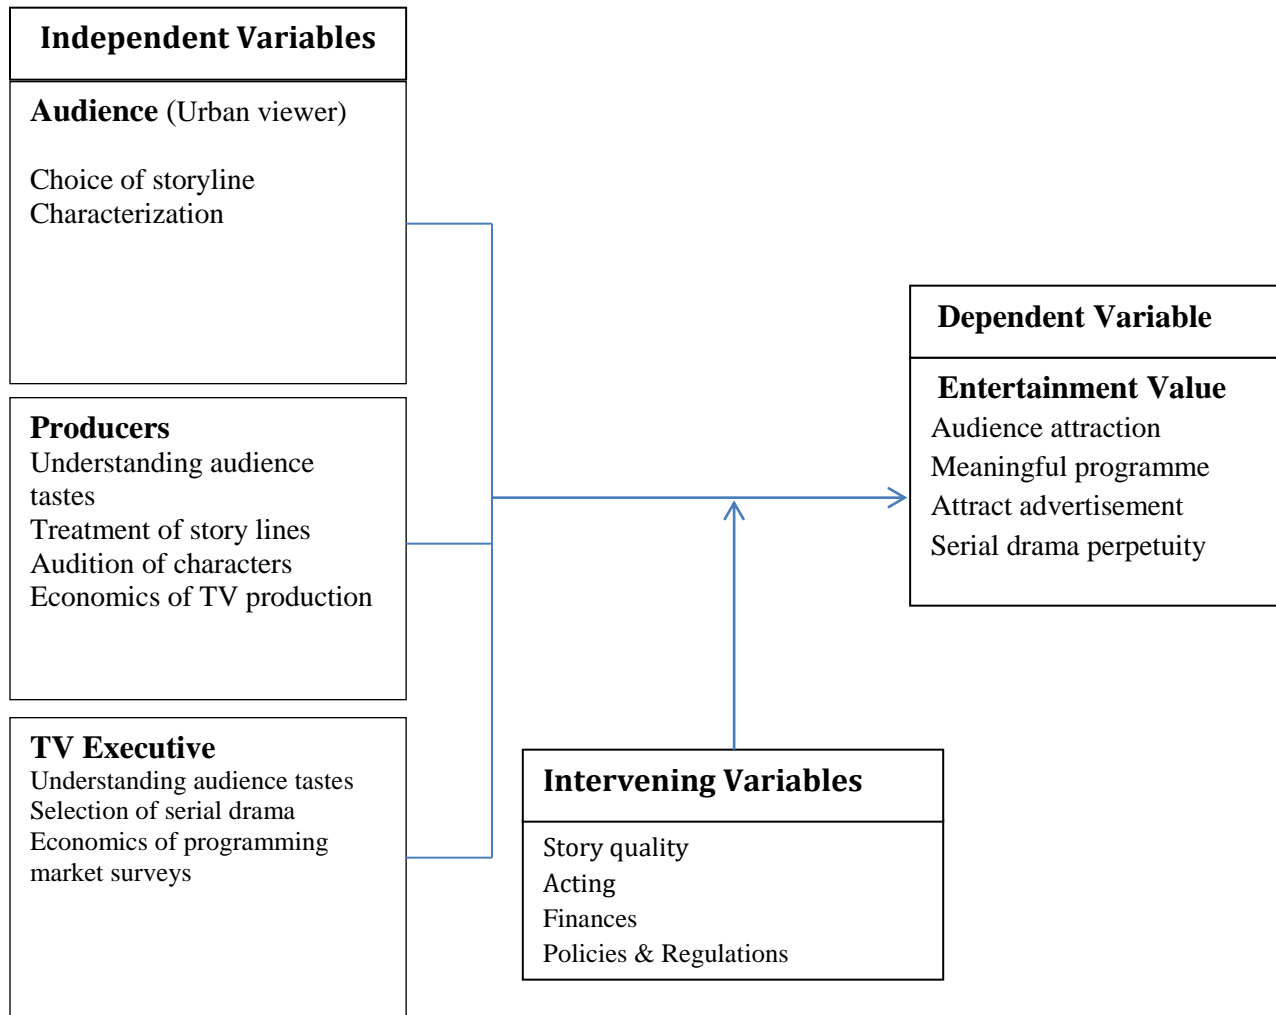 Independent Variables
Audience (Urban viewer)
Choice of storyline
Characterization
Producers
Understanding audience
tastes
Treatment of story lines
Audition of characters
Economics of TV production
TV Executive
Understanding audience tastes
Selection of serial drama
Economics of programming
market surveys
Intervening Variables
Story quality
Acting
Finances
Policies & Regulations
Dependent Variable
Entertainment Value
Audience attraction
Meaningful programme
Attract advertisement
Serial drama perpetuity